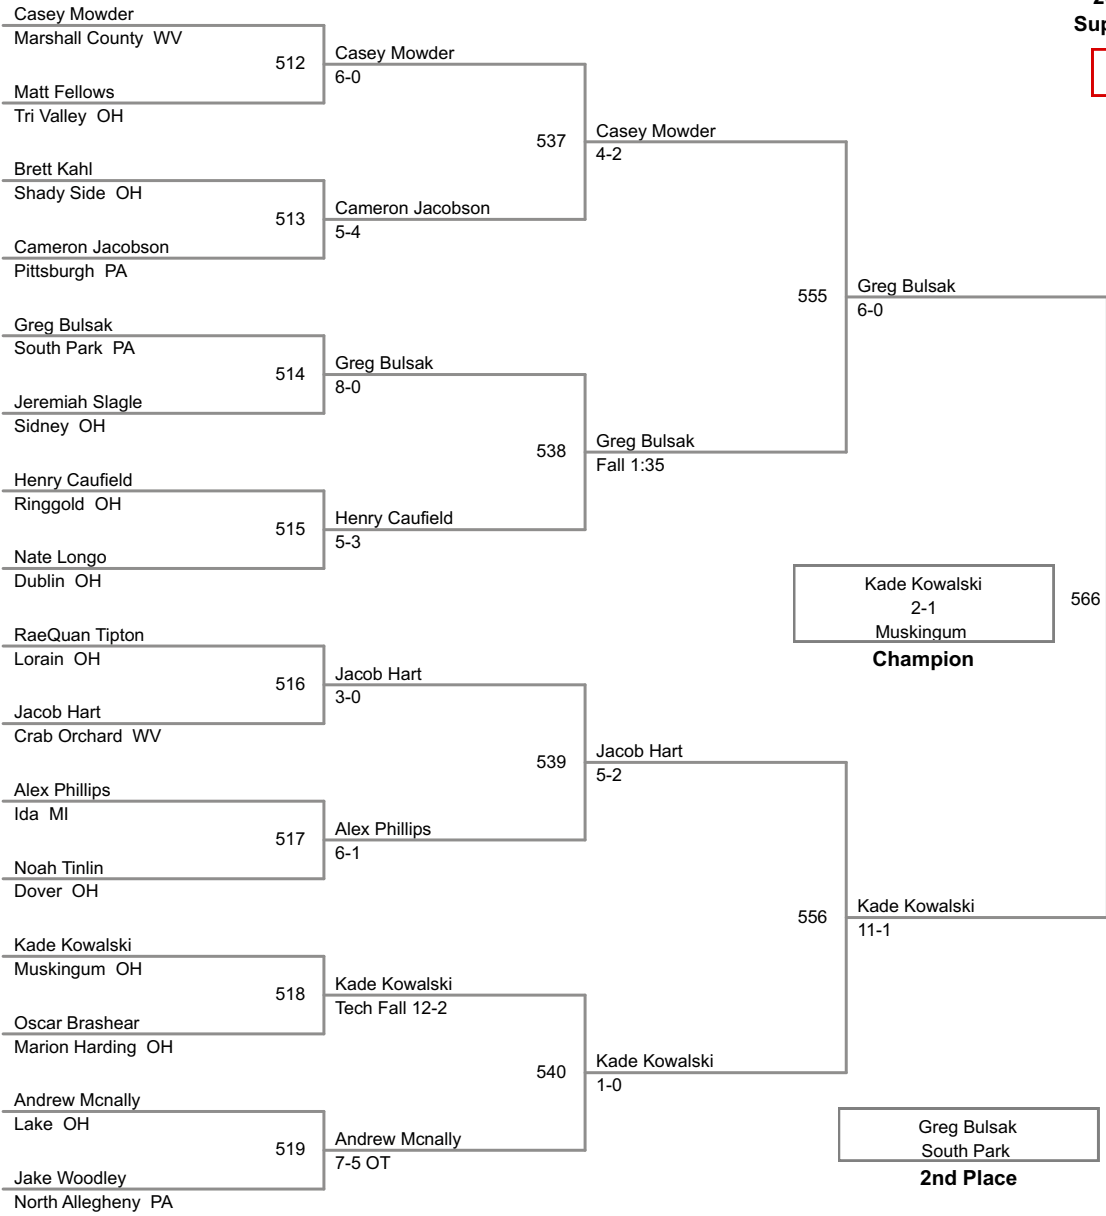 2
Sup
Casey Mowder
Marshall County  WV
512
Casey Mowder
6-0
Matt Fellows
Tri Valley  OH
537
Casey Mowder
4-2
Brett Kahl
Shady Side  OH
513
Cameron Jacobson
5-4
Cameron Jacobson
Pittsburgh  PA
555
Greg Bulsak
6-0
Greg Bulsak
South Park  PA
514
Greg Bulsak
8-0
Jeremiah Slagle
Sidney  OH
538
Greg Bulsak
Fall 1:35
Henry Caufield
Ringgold  OH
515
Henry Caufield
5-3
Nate Longo
Dublin  OH
Kade Kowalski
2-1
Muskingum
Champion
566
RaeQuan Tipton
Lorain  OH
516
Jacob Hart
3-0
Jacob Hart
Crab Orchard  WV
539
Jacob Hart
5-2
Alex Phillips
Ida  MI
517
Alex Phillips
6-1
Noah Tinlin
Dover  OH
556
Kade Kowalski
11-1
Kade Kowalski
Muskingum  OH
518
Kade Kowalski
Tech Fall 12-2
Oscar Brashear
Marion Harding  OH
540
Kade Kowalski
1-0
Andrew Mcnally
Lake  OH
519
Andrew Mcnally
7-5 OT
Jake Woodley
North Allegheny  PA
Greg Bulsak
South Park
2nd Place